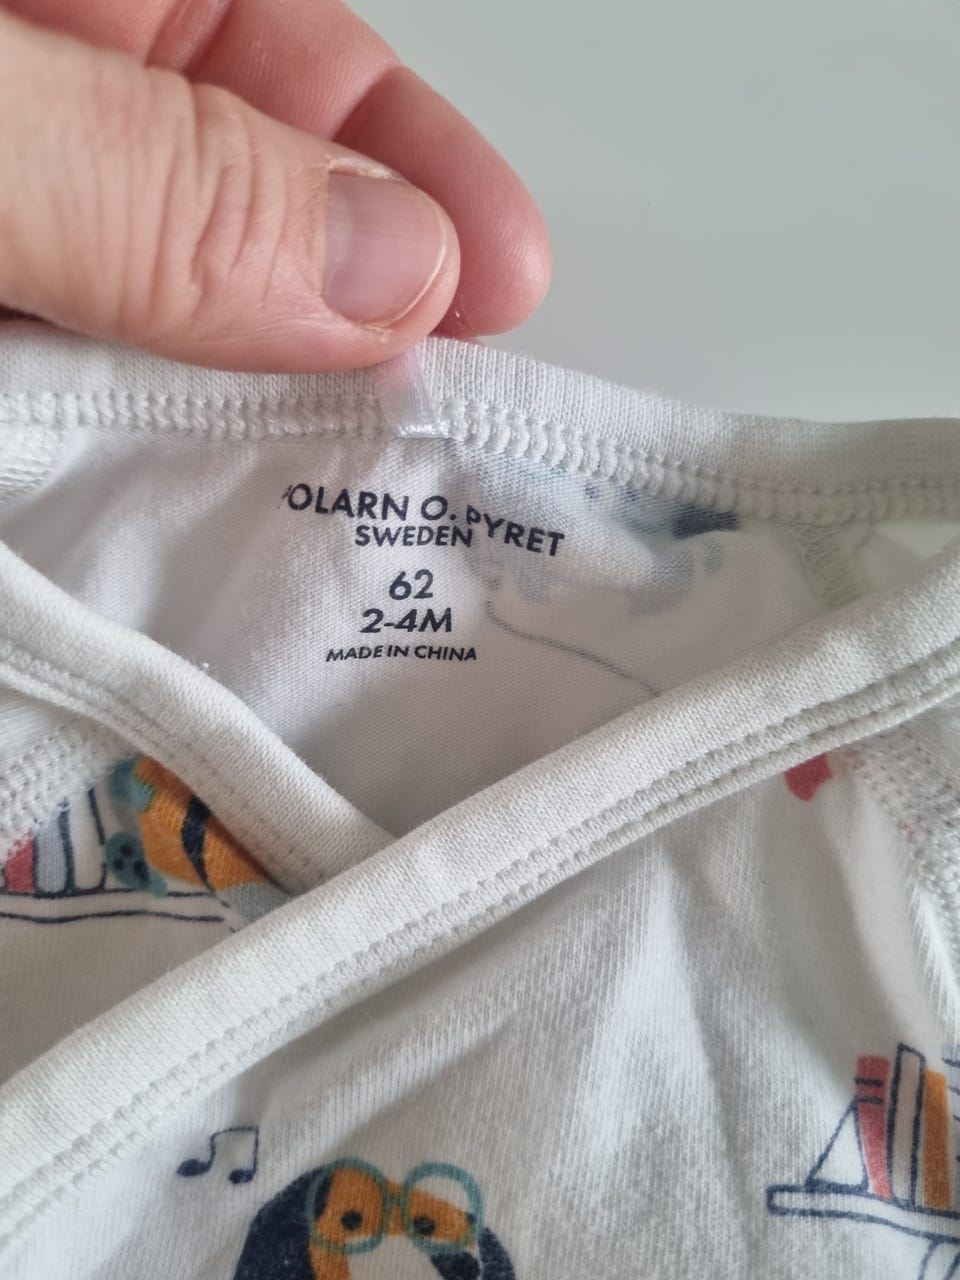 POLARN O. PYRET
SWEDEN
62
2-4M
MADE IN CHINA